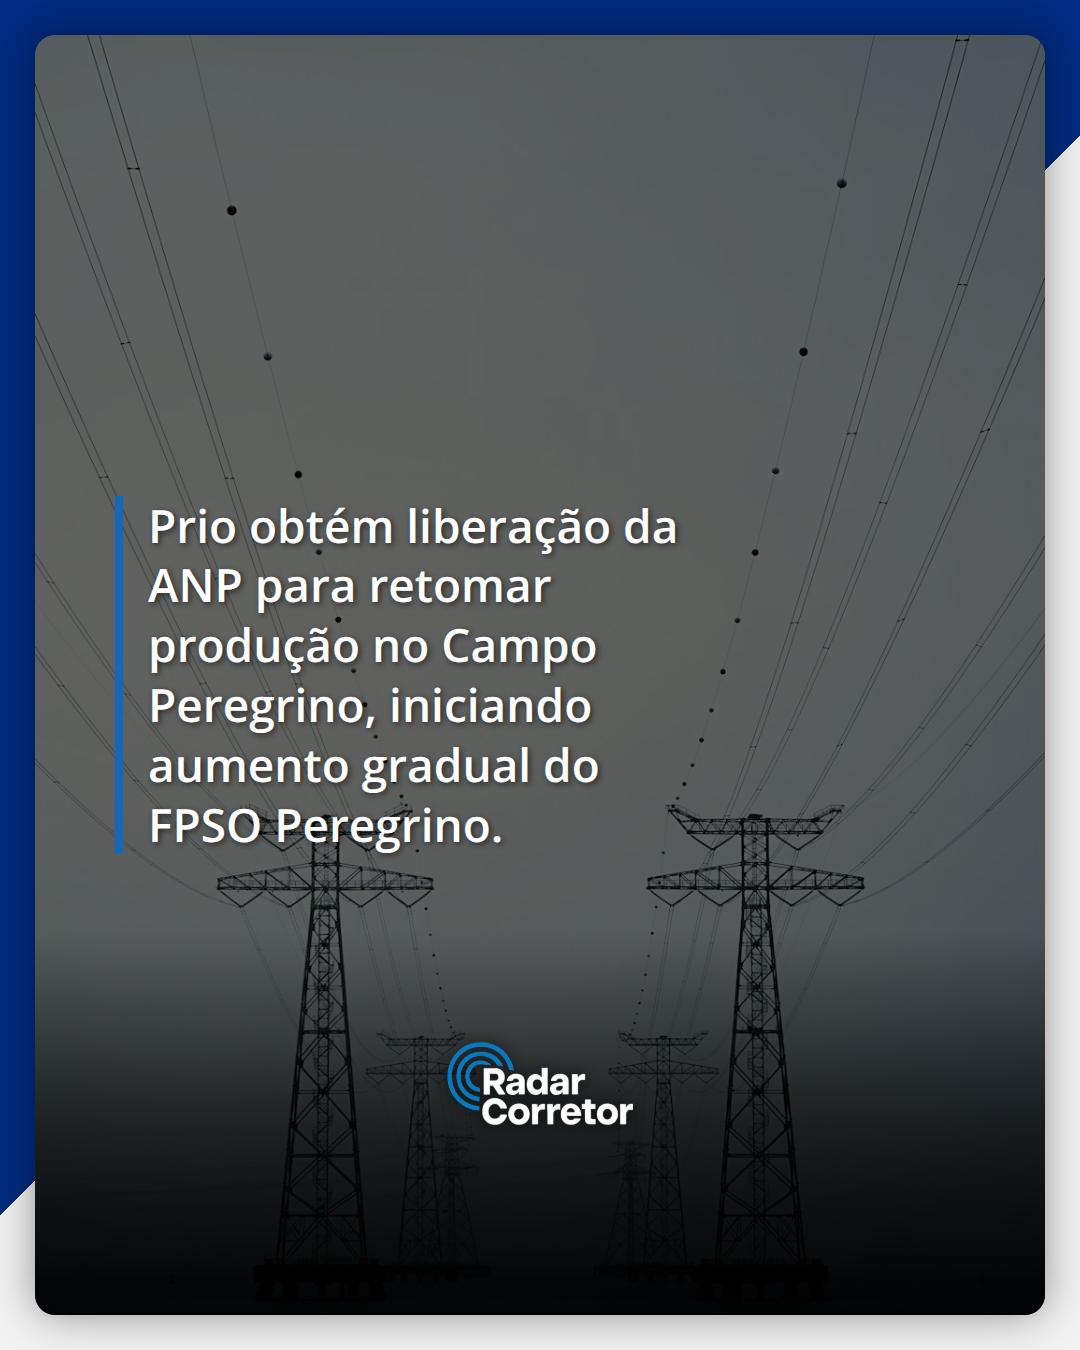 Prio obtém liberação da
ANP para retomar
produção no Campo
Peregrino, iniciando
aumento gradual do
FPSO Peregrino.
Radar
Corretor